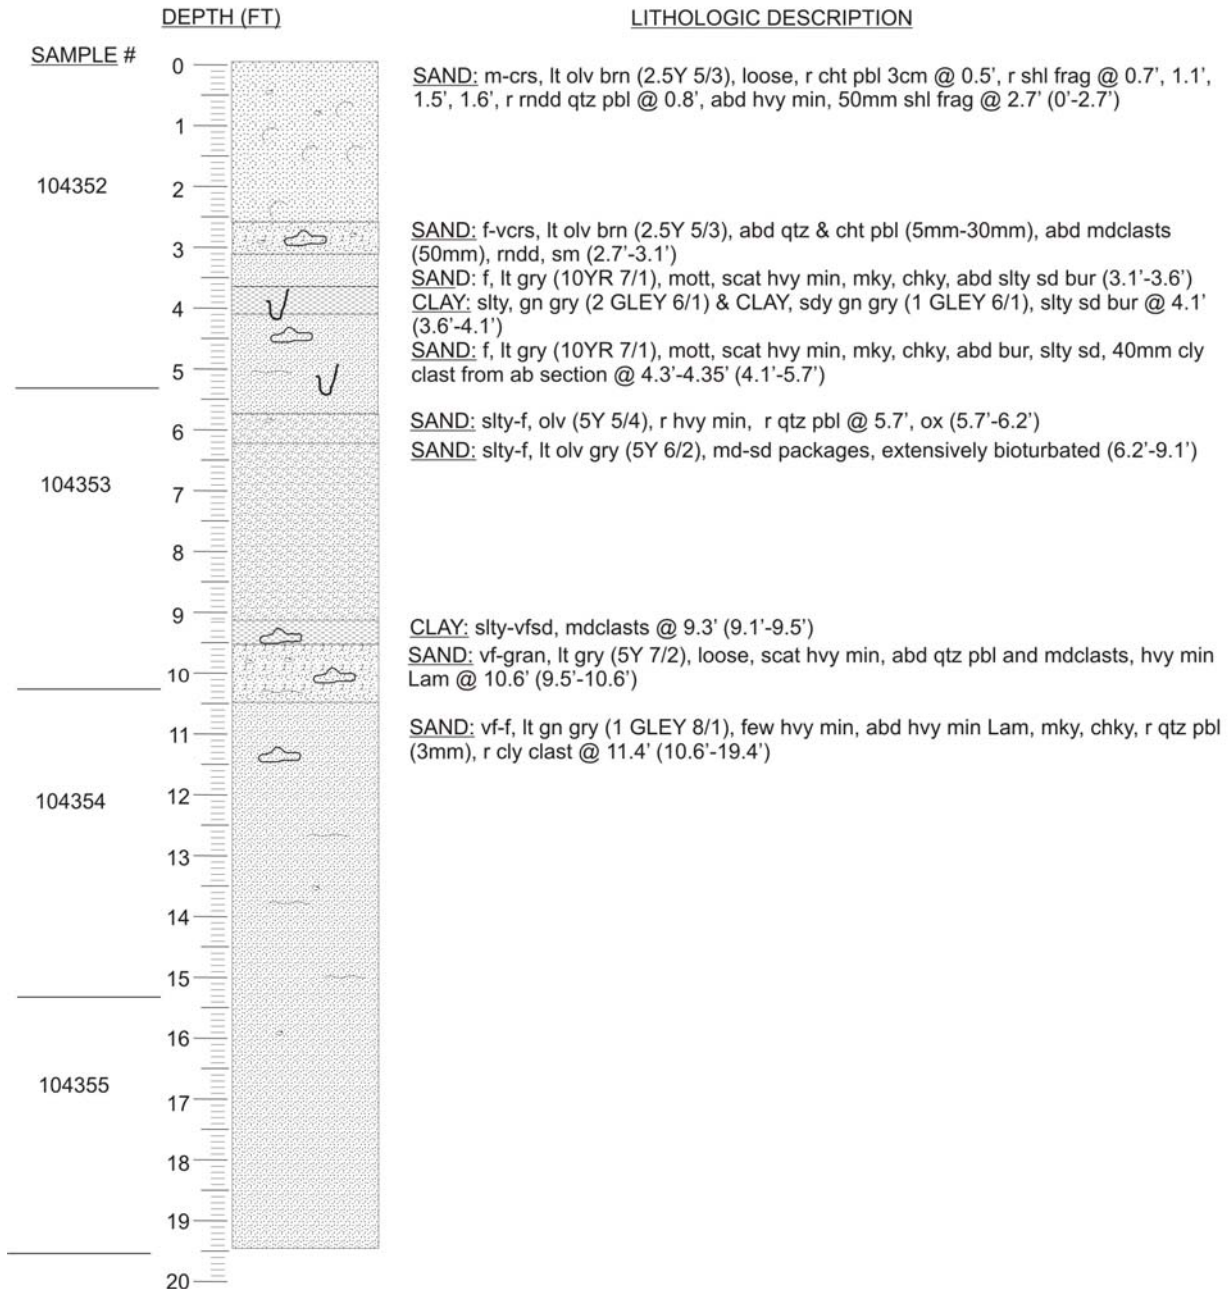 DEPTH (FT)
LITHOLOGIC DESCRIPTION
SAMPLE #
0
SAND: m-crs, lt olv brn (2.5Y 5/3), loose, r cht pbl 3cm @ 0.5’, r shl frag @ 0.7’, 1.1’,
1.5’, 1.6’, r rndd qtz pbl @ 0.8’, abd hvy min, 50mm shl frag @ 2.7’ (0’-2.7’)
1
104352
2
SAND: f-vcrs, lt olv brn (2.5Y 5/3), abd qtz & cht pbl (5mm-30mm), abd mdclasts
(50mm), rndd, sm (2.7’-3.1’)
3
SAND: f, lt gry (10YR 7/1), mott, scat hvy min, mky, chky, abd slty sd bur (3.1’-3.6’)
CLAY: slty, gn gry (2 GLEY 6/1) & CLAY, sdy gn gry (1 GLEY 6/1), slty sd bur @ 4.1’
(3.6’-4.1’)
4
SAND: f, lt gry (10YR 7/1), mott, scat hvy min, mky, chky, abd bur, slty sd, 40mm cly
clast from ab section @ 4.3’-4.35’ (4.1’-5.7’)
5
SAND: slty-f, olv (5Y 5/4), r hvy min, r qtz pbl @ 5.7’, ox (5.7’-6.2’)
6
SAND: slty-f, lt olv gry (5Y 6/2), md-sd packages, extensively bioturbated (6.2’-9.1’)
104353
7
8
9
CLAY: slty-vfsd, mdclasts @ 9.3’ (9.1’-9.5’)
SAND: vf-gran, lt gry (5Y 7/2), loose, scat hvy min, abd qtz pbl and mdclasts, hvy min
Lam @ 10.6’ (9.5’-10.6’)
10
SAND: vf-f, lt gn gry (1 GLEY 8/1), few hvy min, abd hvy min Lam, mky, chky, r qtz pbl
(3mm), r cly clast @ 11.4’ (10.6’-19.4’)
11
12
104354
13
14
15
16
104355
17
18
19
20